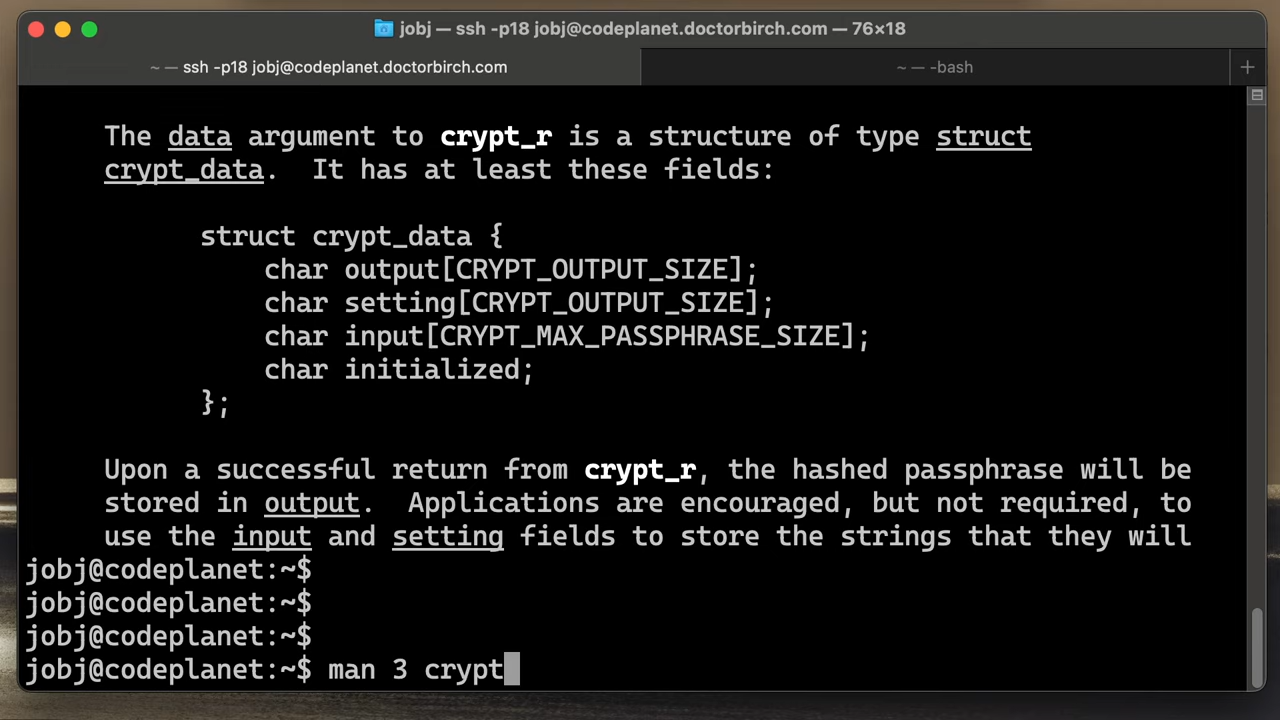 jobj — ssh -p18 jobj@codeplanet.doctorbirch.com — 76×18
~ — ssh -p18 jobj@codeplanet.doctorbirch.com
~ — -bash
The data argument to crypt_r is a structure of type struct
crypt_data.  It has at least these fields:
struct crypt_data {
char output[CRYPT_OUTPUT_SIZE];
char setting[CRYPT_OUTPUT_SIZE];
char input[CRYPT_MAX_PASSPHRASE_SIZE];
char initialized;
};
Upon a successful return from crypt_r, the hashed passphrase will be
stored in output.  Applications are encouraged, but not required, to
use the input and setting fields to store the strings that they will
jobj@codeplanet:~$
jobj@codeplanet:~$
jobj@codeplanet:~$
jobj@codeplanet:~$ man 3 crypt